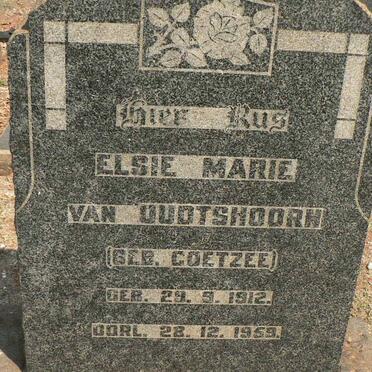 Hier Rus
ELSIE MARIE
VAN OUDTSHOORN
(GEB. COETZEE)
GEB. 29. 9. 1912.
OORL. 28. 12. 1959.